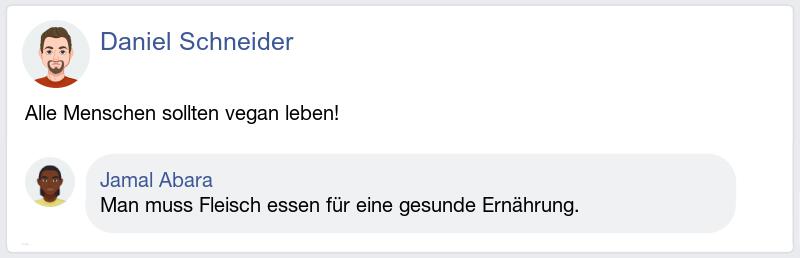 Daniel Schneider
Alle Menschen sollten vegan leben!
Jamal Abara
Man muss Fleisch essen für eine gesunde Ernährung.